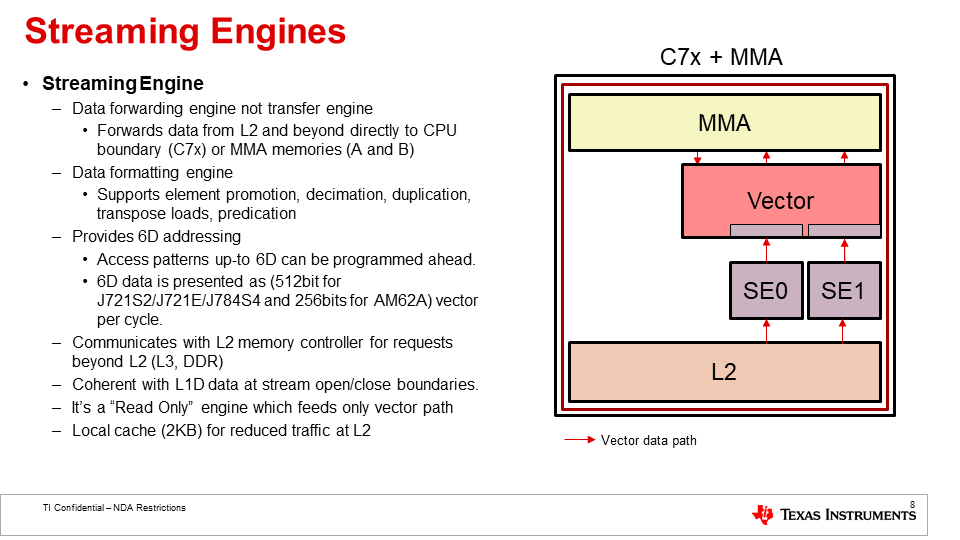 Streaming Engines
C7x + MMA
• Streaming Engine
– Data forwarding engine not transfer engine
• Forwards data from L2 and beyond directly to CPU
boundary (C7x) or MMA memories (A and B)
– Data formatting engine
• Supports element promotion, decimation, duplication,
transpose loads, predication
– Provides 6D addressing
• Access patterns up-to 6D can be programmed ahead.
• 6D data is presented as (512bit for
J721S2/J721E/J784S4 and 256bits for AM62A) vector
per cycle.
– Communicates with L2 memory controller for requests
beyond L2 (L3, DDR)
– Coherent with L1D data at stream open/close boundaries.
– It’s a “Read Only” engine which feeds only vector path
– Local cache (2KB) for reduced traffic at L2
MMA
Vector
SE0
SE1
L2
Vector data path
TI Confidential – NDA Restrictions
8
TEXAS INSTRUMENTS